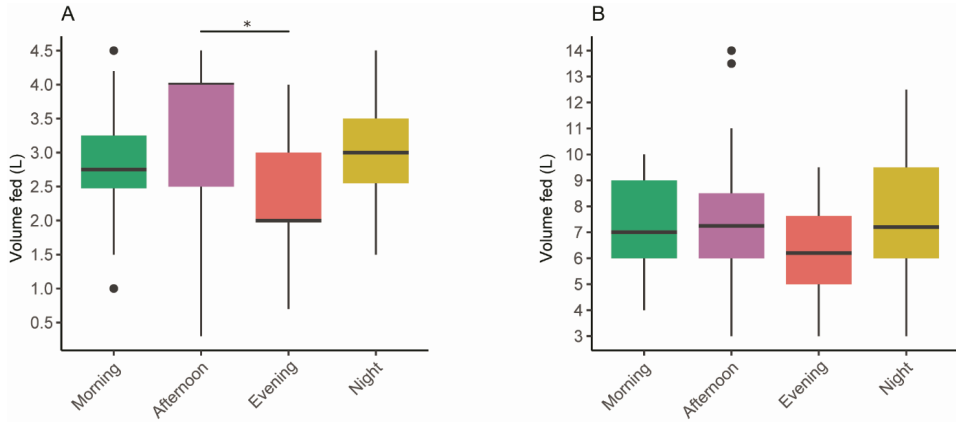 A
*
Volume fed (L)
4.5
4.0
3.5
3.0
2.5
2.0
1.5
1.0
0.5
Morning
Afternoon
Evening
Night
B
Volume fed (L)
14
13
12
11
10
9
8
7
6
5
4
3
Morning
Afternoon
Evening
Night